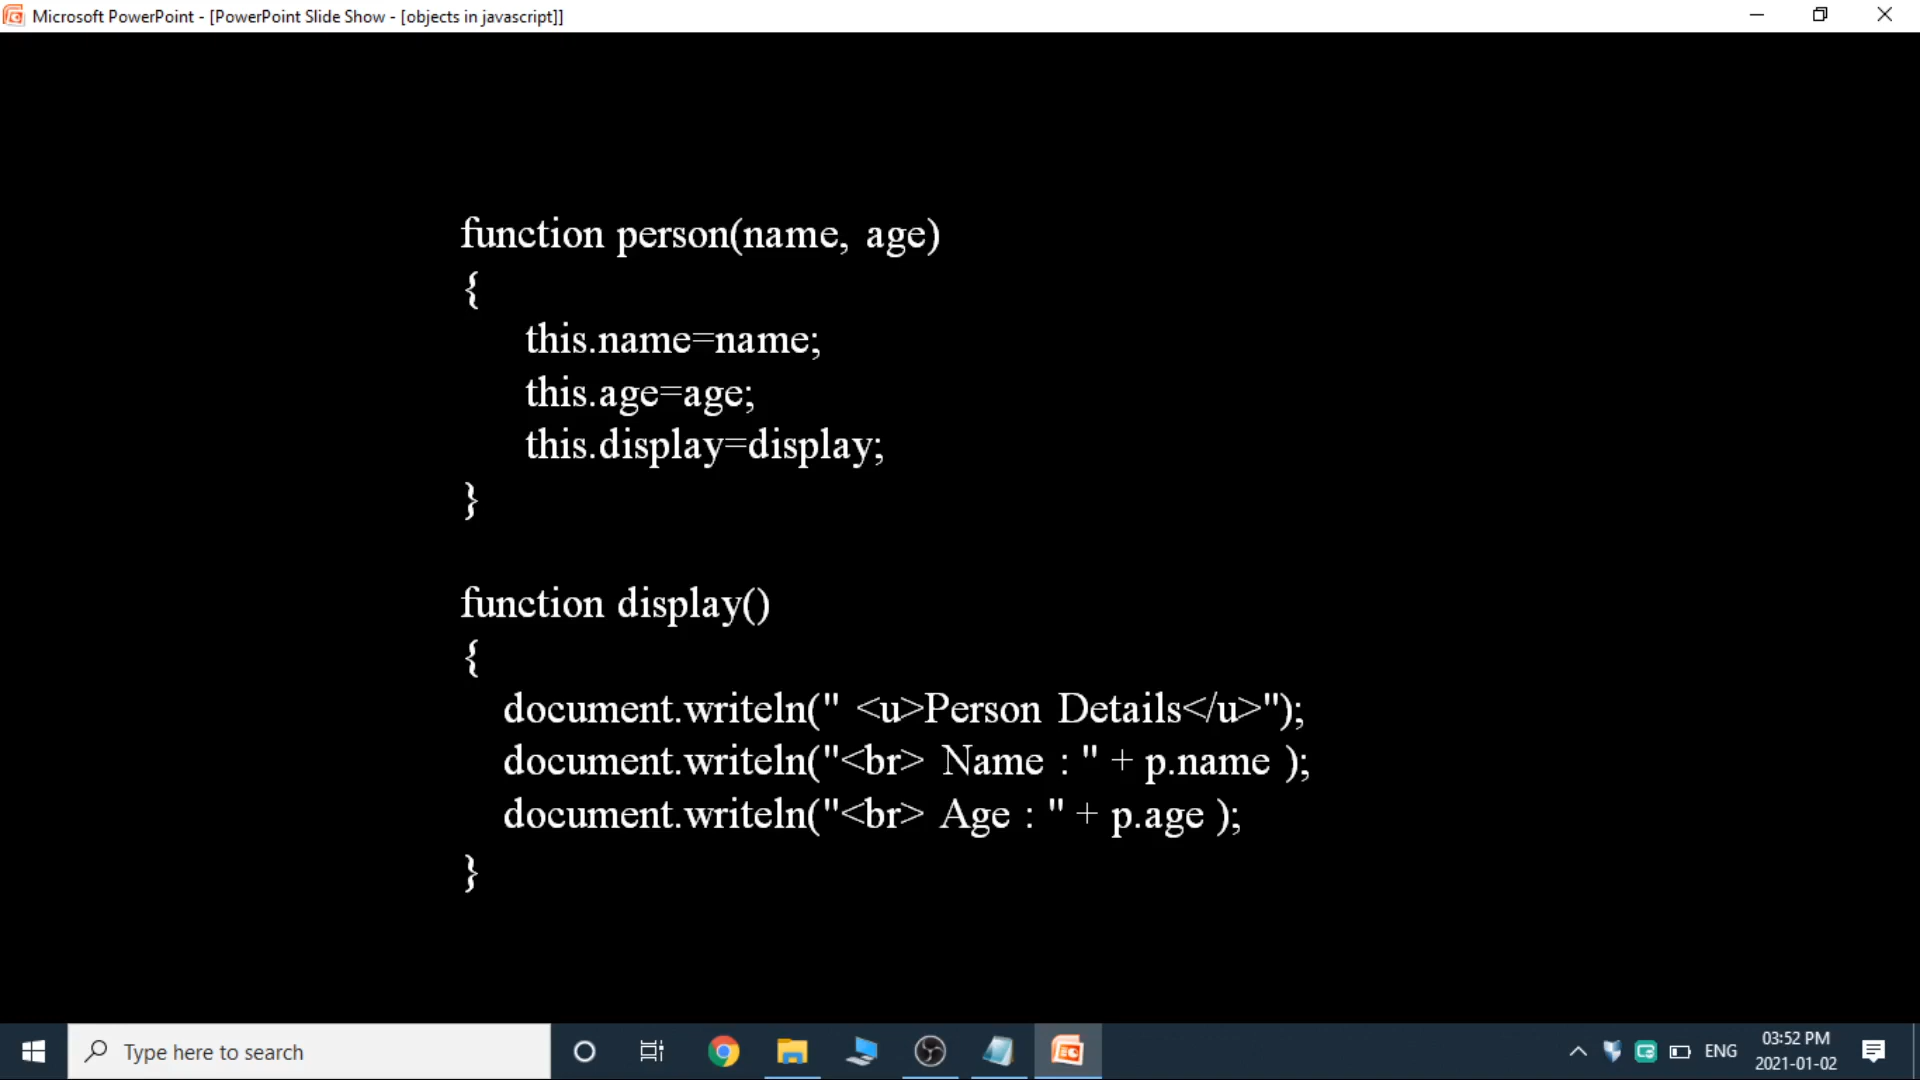 Microsoft PowerPoint - [PowerPoint Slide Show - [objects in javascript]]
function person(name, age)
{
this.name=name;
this.age=age;
this.display=display;
}
function display()
{
document.writeln(" <u>Person Details</u>");
document.writeln("<br> Name : " + p.name );
document.writeln("<br> Age : " + p.age );
}
Type here to search
ENG
03:52 PM
2021-01-02